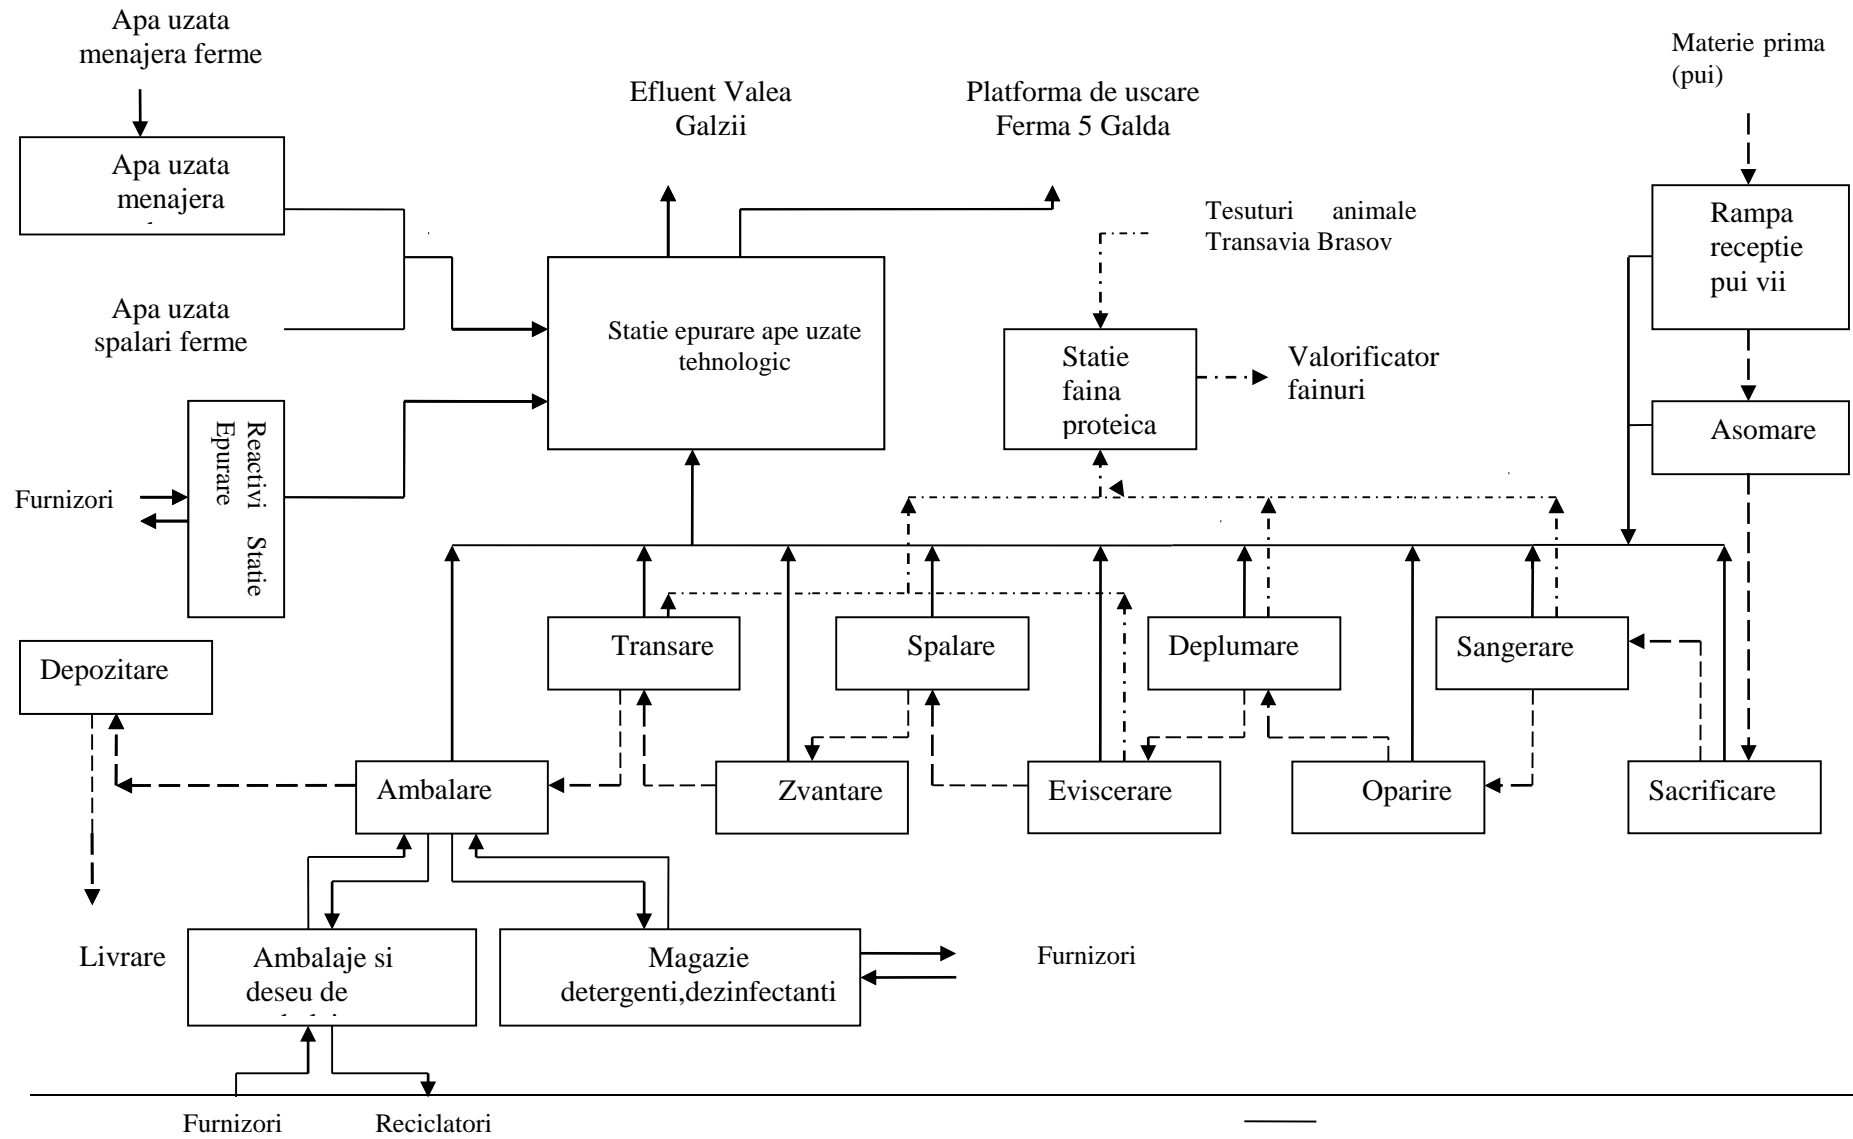 Apa uzata
menajera ferme
Materie prima
(pui)
Efluent Valea
Galzii
Platforma de uscare
Ferma 5 Galda
Apa uzata
menajera
Tesuturi animale
Transavia Brasov
Rampa
receptie
pui vii
Apa uzata
spalari ferme
Statie epurare ape uzate
tehnologic
Statie
faina
proteica
Valorificator
fainuri
Asomare
Reactivi Statie
Epurare
Furnizori
Transare
Spalare
Deplumare
Sangerare
Depozitare
Ambalare
Zvantare
Eviscerare
Oparire
Sacrificare
Livrare
Ambalaje si
deseu de
Magazie
detergenti,dezinfectanti
Furnizori
Furnizori
Reciclatori